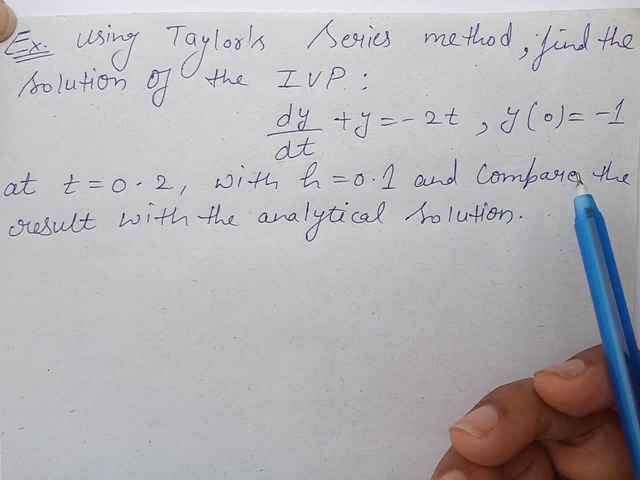 Ex. Using Taylor's Series method, find the
solution of the IVP:
dy/dt + y = -2t, y(0) = -1
at t = 0.2, with h = 0.1 and compare the
result with the analytical solution.